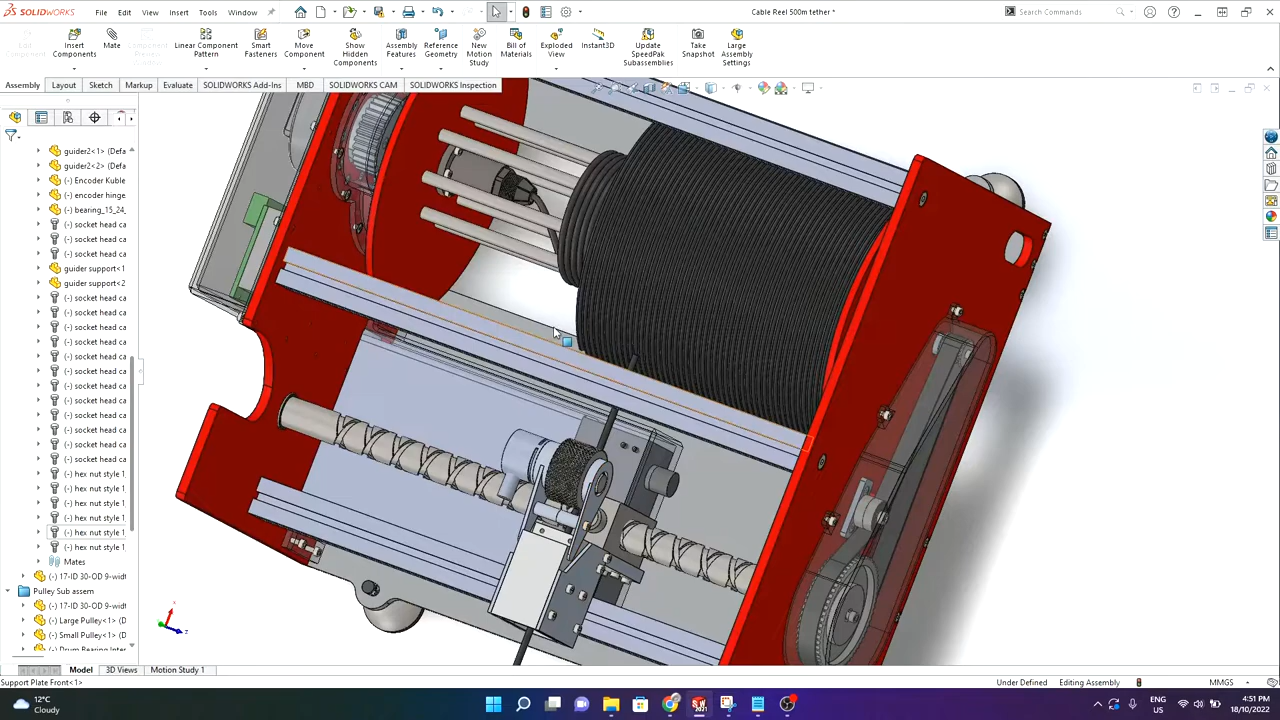 SOLIDWORKS
File
Edit
View
Insert
Tools
Window
Cable Reel 500m tether *
Search Commands
Edit Component
Insert Components
Mate
Component Preview Window
Linear Component Pattern
Smart Fasteners
Move Component
Show Hidden Components
Assembly Features
Reference Geometry
New Motion Study
Bill of Materials
Exploded View
Instant3D
Update SpeedPak Subassemblies
Take Snapshot
Large Assembly Settings
Assembly
Layout
Sketch
Markup
Evaluate
SOLIDWORKS Add-Ins
MBD
SOLIDWORKS CAM
SOLIDWORKS Inspection
guider2<1> (Defa
guider2<2> (Defa
(-) Encoder Kuble
(-) encoder hinge
(-) bearing_15_24_
(-) socket head ca
(-) socket head ca
(-) socket head ca
guider support<1
guider support<2
(-) socket head ca
(-) socket head ca
(-) socket head ca
(-) socket head ca
(-) socket head ca
(-) socket head ca
(-) socket head ca
(-) socket head ca
(-) socket head ca
(-) socket head ca
(-) socket head ca
(-) socket head ca
(-) hex nut style 1
(-) hex nut style 1
(-) hex nut style 1
(-) hex nut style 1
(-) hex nut style 1
(-) hex nut style 1
Mates
(-) 17-ID 30-OD 9-widt
Pulley Sub assem
(-) 17-ID 30-OD 9-widt
(-) Large Pulley<1> (D
(-) Small Pulley<1> (D
(-) Drum Bearing Inter
Model
3D Views
Motion Study 1
Support Plate Front<1>
Under Defined
Editing Assembly
MMGS
12°C
Cloudy
ENG
US
4:51 PM
18/10/2022